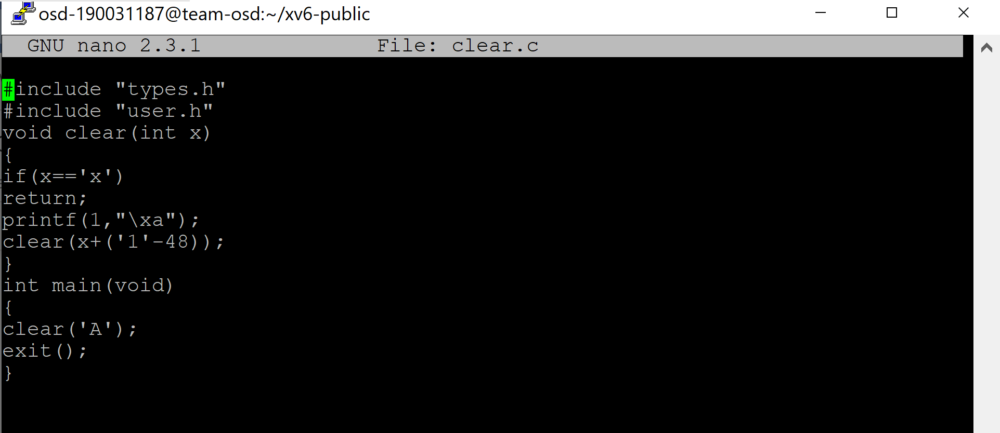 osd-190031187@team-osd:~/xv6-public
GNU nano 2.3.1 File: clear.c
#include "types.h"
#include "user.h"
void clear(int x)
{
if(x=='x')
return;
printf(1,"\xa");
clear(x+('1'-48));
}
int main(void)
{
clear('A');
exit();
}